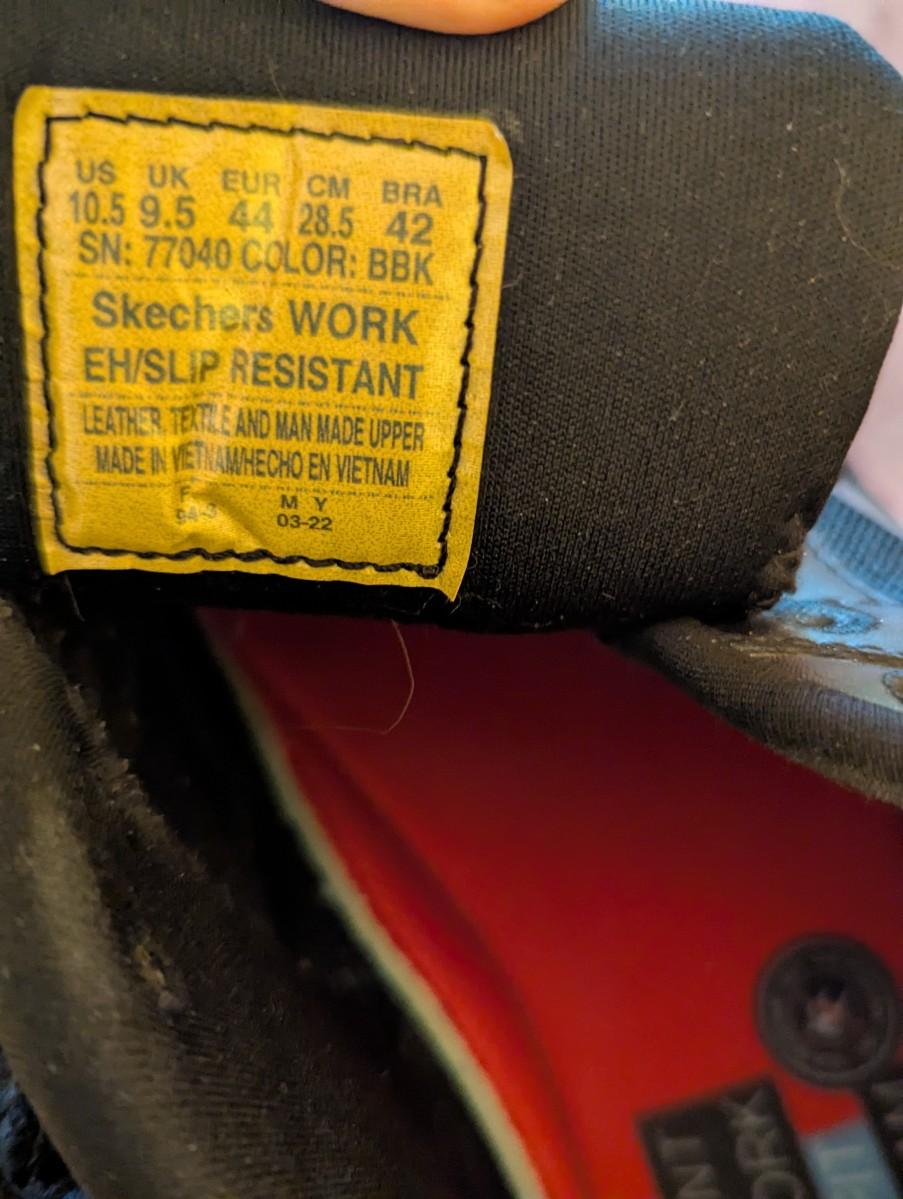 US UK EUR CM BRA
10.5 9.5 44 28.5 42
SN: 77040 COLOR: BBK
Skechers WORK
EH/SLIP RESISTANT
LEATHER, TEXTILE AND MAN MADE UPPER
MADE IN VIETNAM/HECHO EN VIETNAM
M Y
03-22